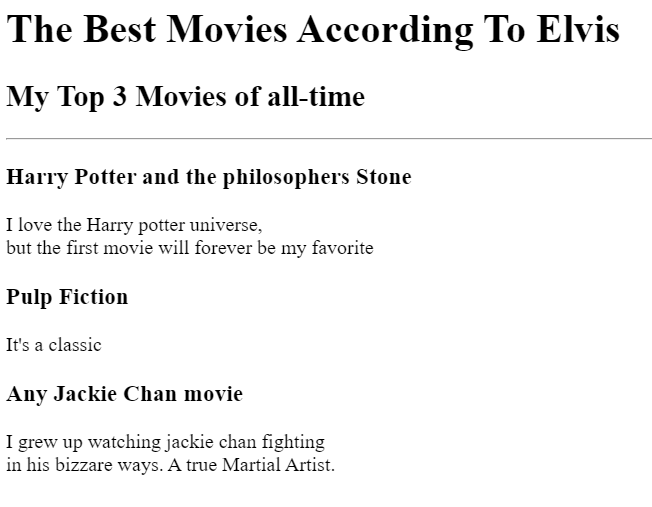 The Best Movies According To Elvis
My Top 3 Movies of all-time
Harry Potter and the philosophers Stone
I love the Harry potter universe,
but the first movie will forever be my favorite
Pulp Fiction
It's a classic
Any Jackie Chan movie
I grew up watching jackie chan fighting
in his bizzare ways. A true Martial Artist.